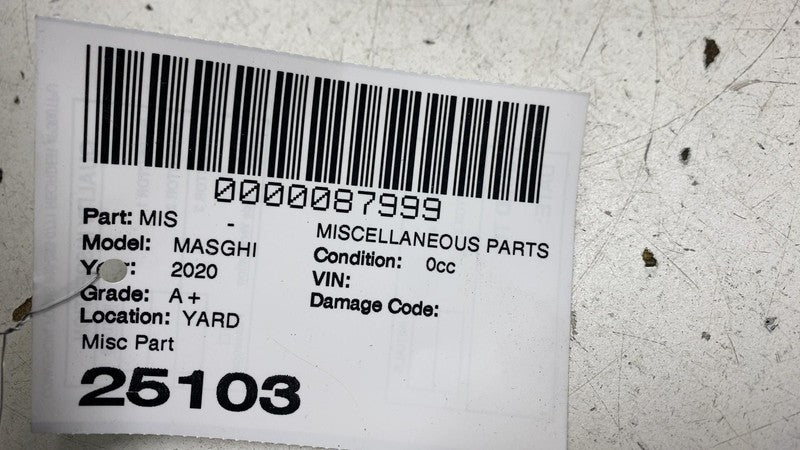 0000087999
Part: MIS - MISCELLANEOUS PARTS
Model: MASGHI Condition: 0cc
Year: 2020 VIN:
Grade: A+ Damage Code:
Location: YARD
Misc Part
25103